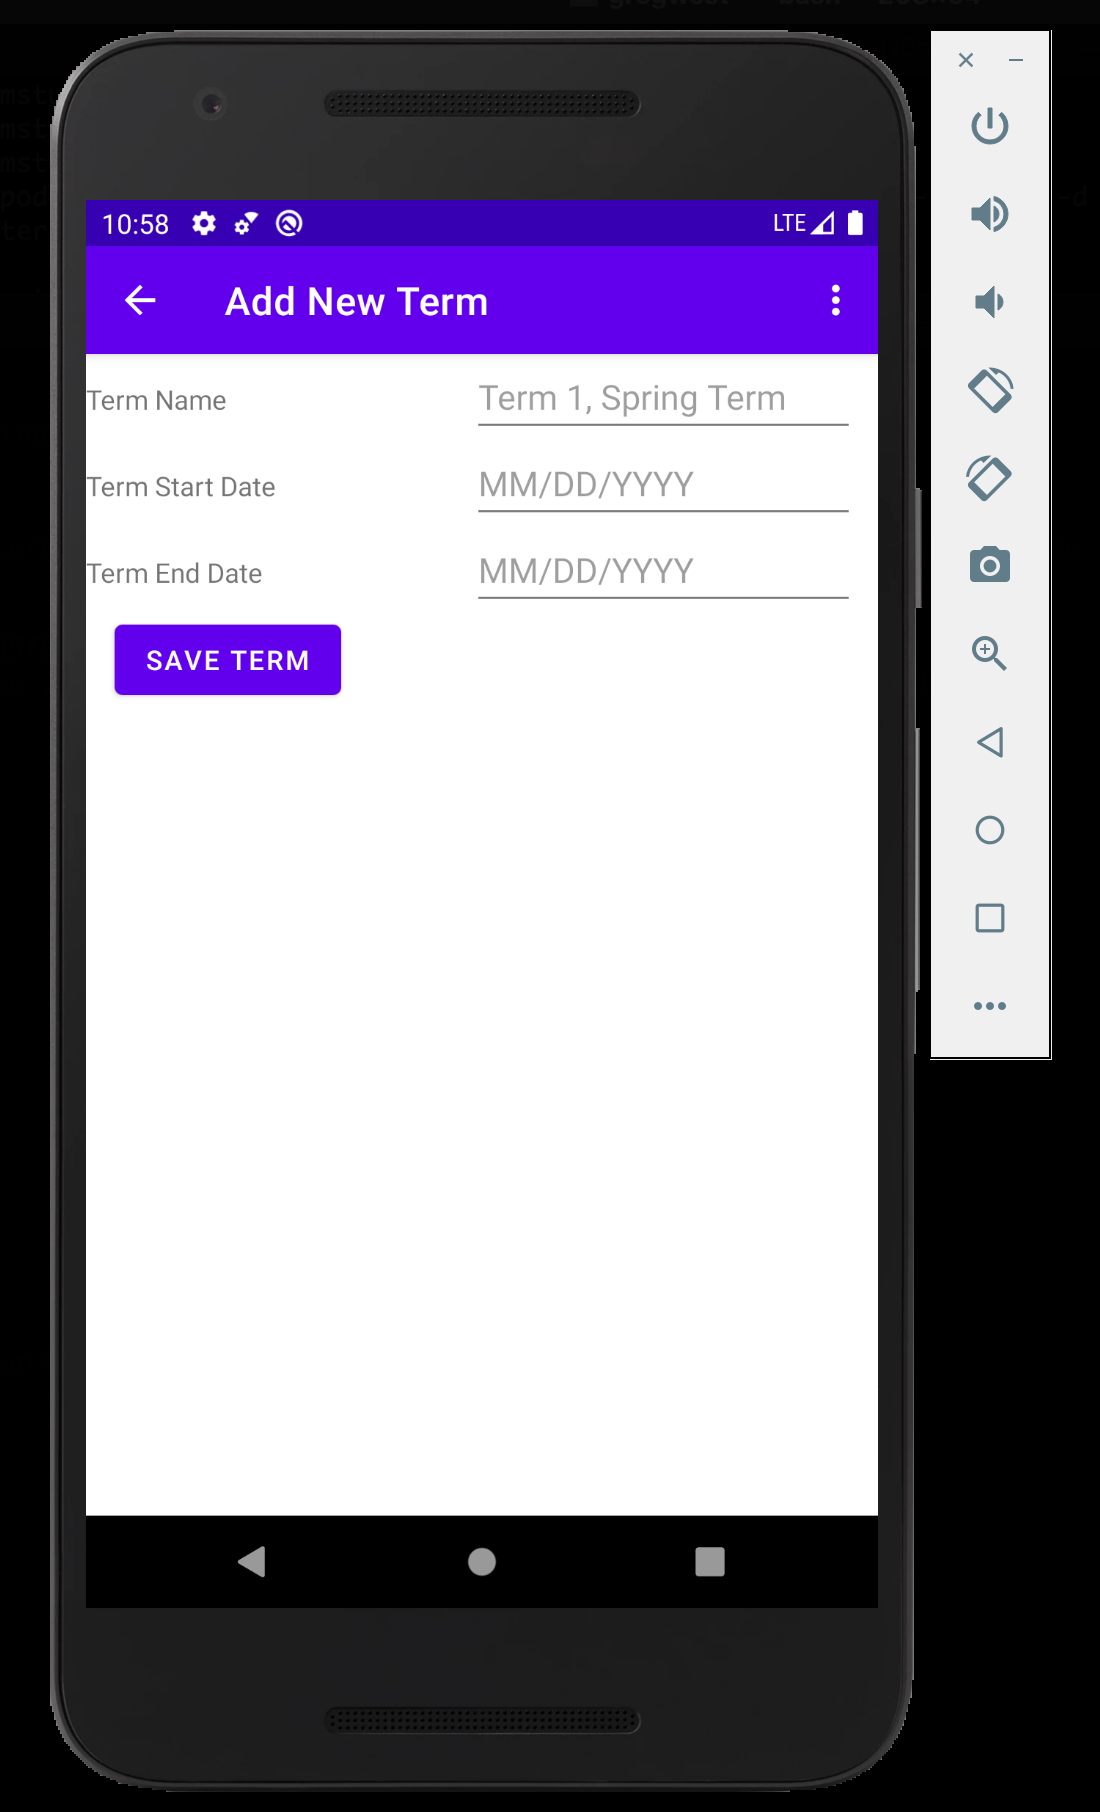 10:58 LTE
Add New Term
Term Name Term 1, Spring Term
Term Start Date MM/DD/YYYY
Term End Date MM/DD/YYYY
SAVE TERM